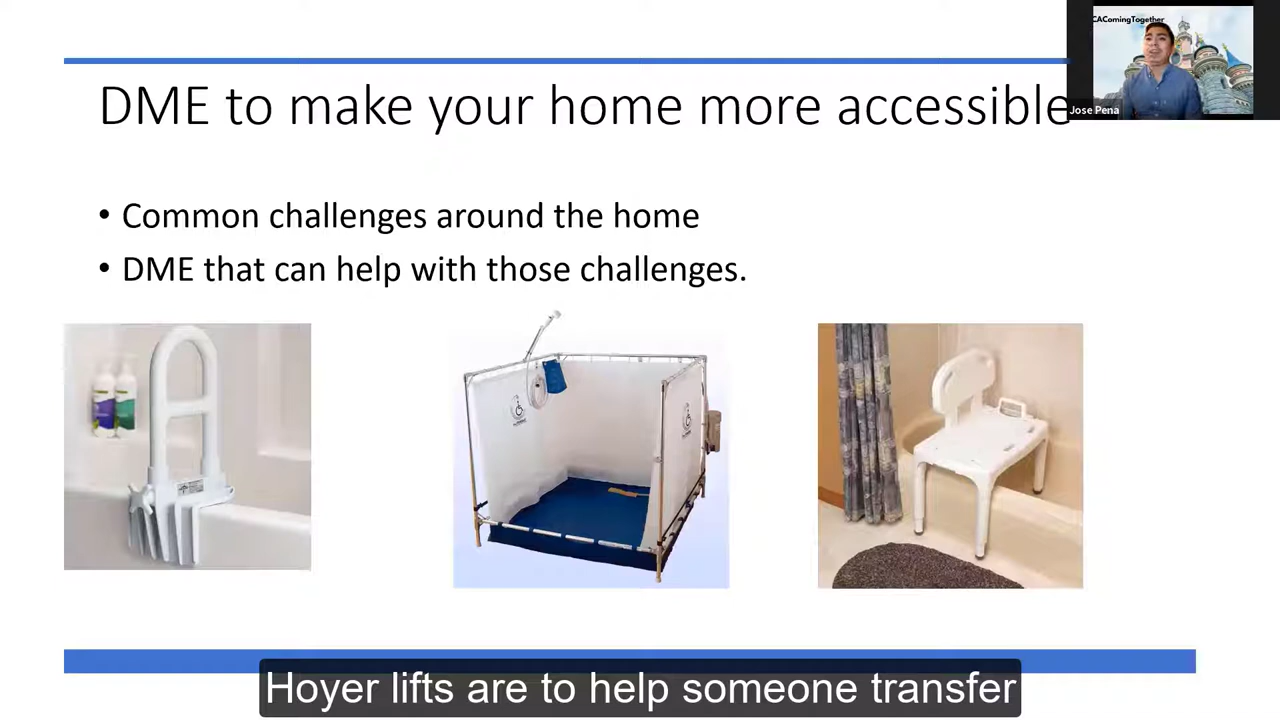 CAComingTogether
Jose Pena
DME to make your home more accessible
• Common challenges around the home
• DME that can help with those challenges.
Hoyer lifts are to help someone transfer